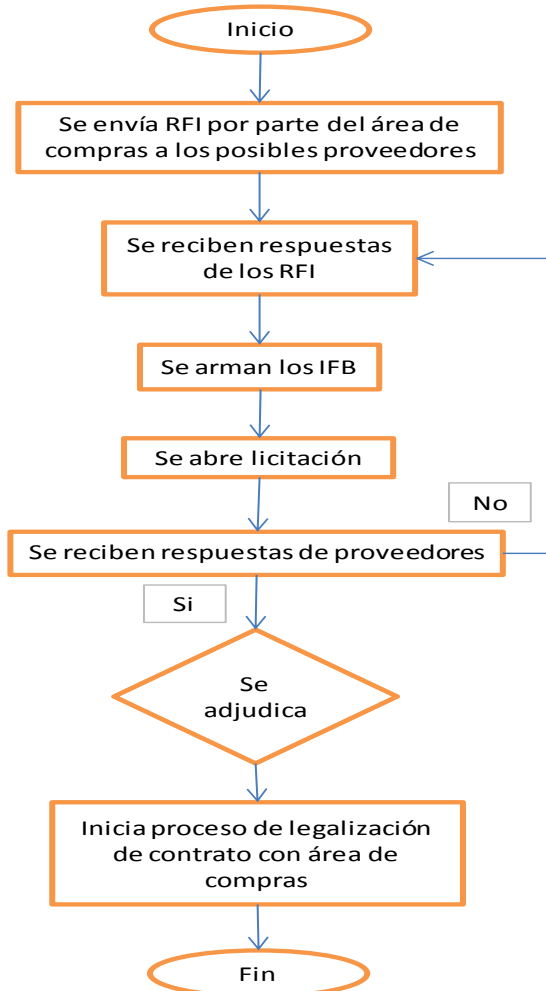 Inicio
Se envía RFI por parte del área de
compras a los posibles proveedores
Se reciben respuestas
de los RFI
Se arman los IFB
Se abre licitación
No
Se reciben respuestas de proveedores
Si
Se
adjudica
Inicia proceso de legalización
de contrato con área de
compras
Fin